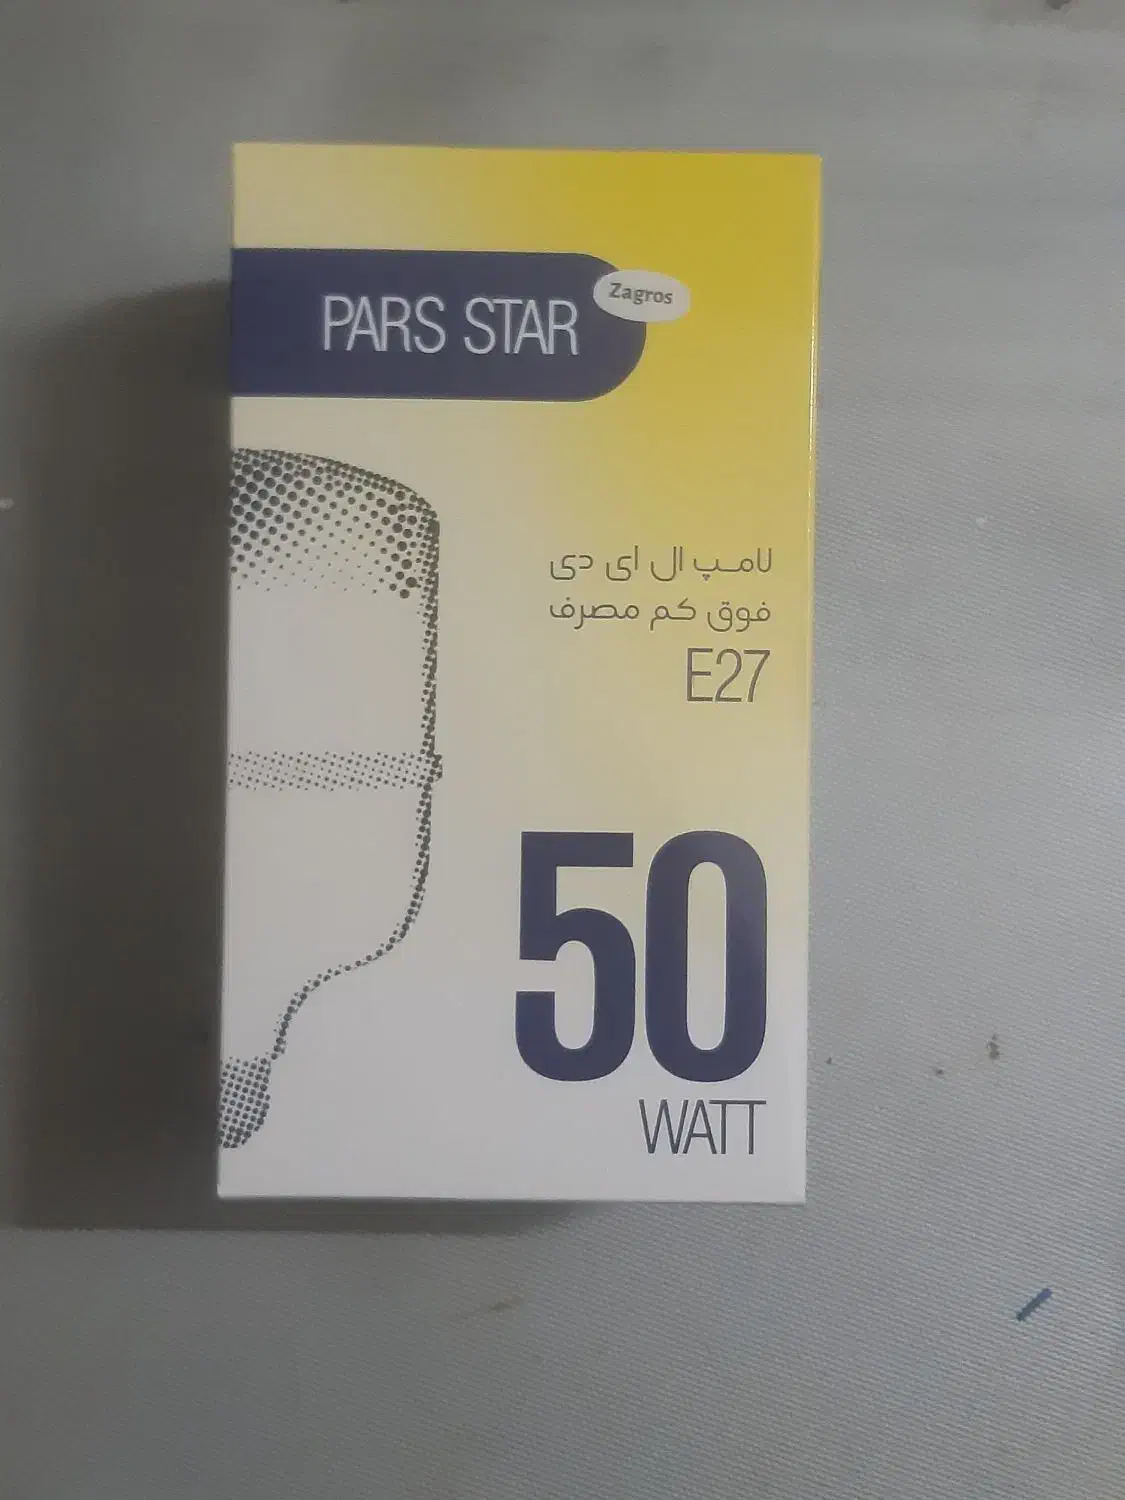 PARS STAR
Zagros
لامپ ال ای دی
فوق کم مصرف
E27
50
WATT